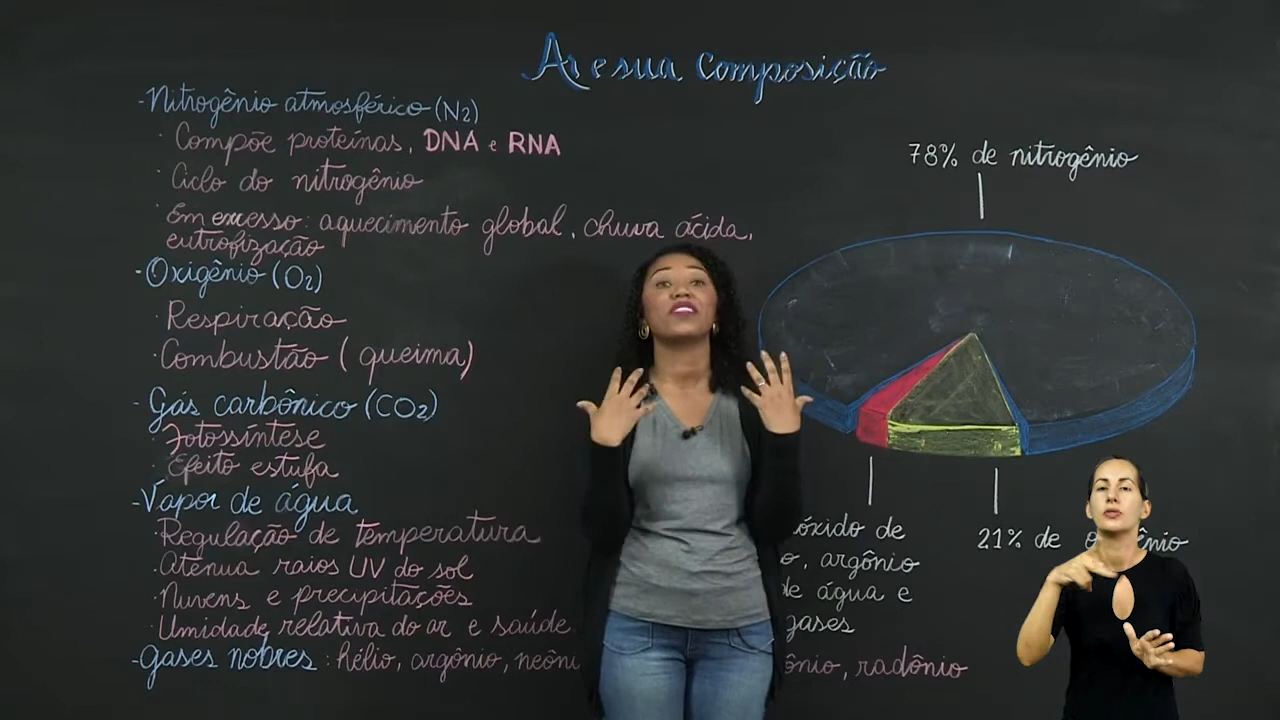 Ar e sua composição
-Nitrogênio atmosférico (N2)
· Compõe proteínas, DNA e RNA
· Ciclo do nitrogênio
· Em excesso: aquecimento global, chuva ácida,
eutrofização
-Oxigênio (O2)
· Respiração
· Combustão (queima)
-Gás carbônico (CO2)
· Fotossíntese
· Efeito estufa
-Vapor de água
· Regulação de temperatura
· Atenua raios UV do sol
· Nuvens e precipitações
· Umidade relativa do ar e saúde
-Gases nobres: hélio, argônio, radônio
78% de nitrogênio
óxido de
argônio
de água e
gases
21% de